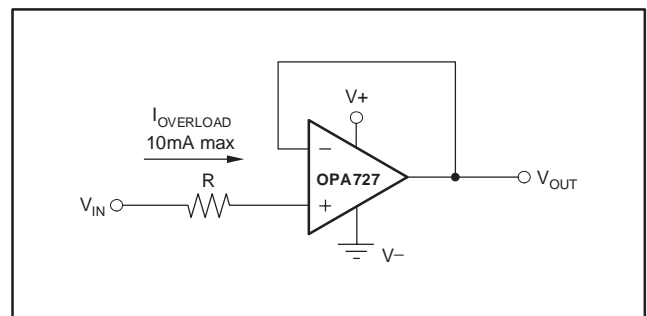 I_OVERLOAD
10mA max
V+
R
−
OPA727
+
V_IN
V_OUT
V−